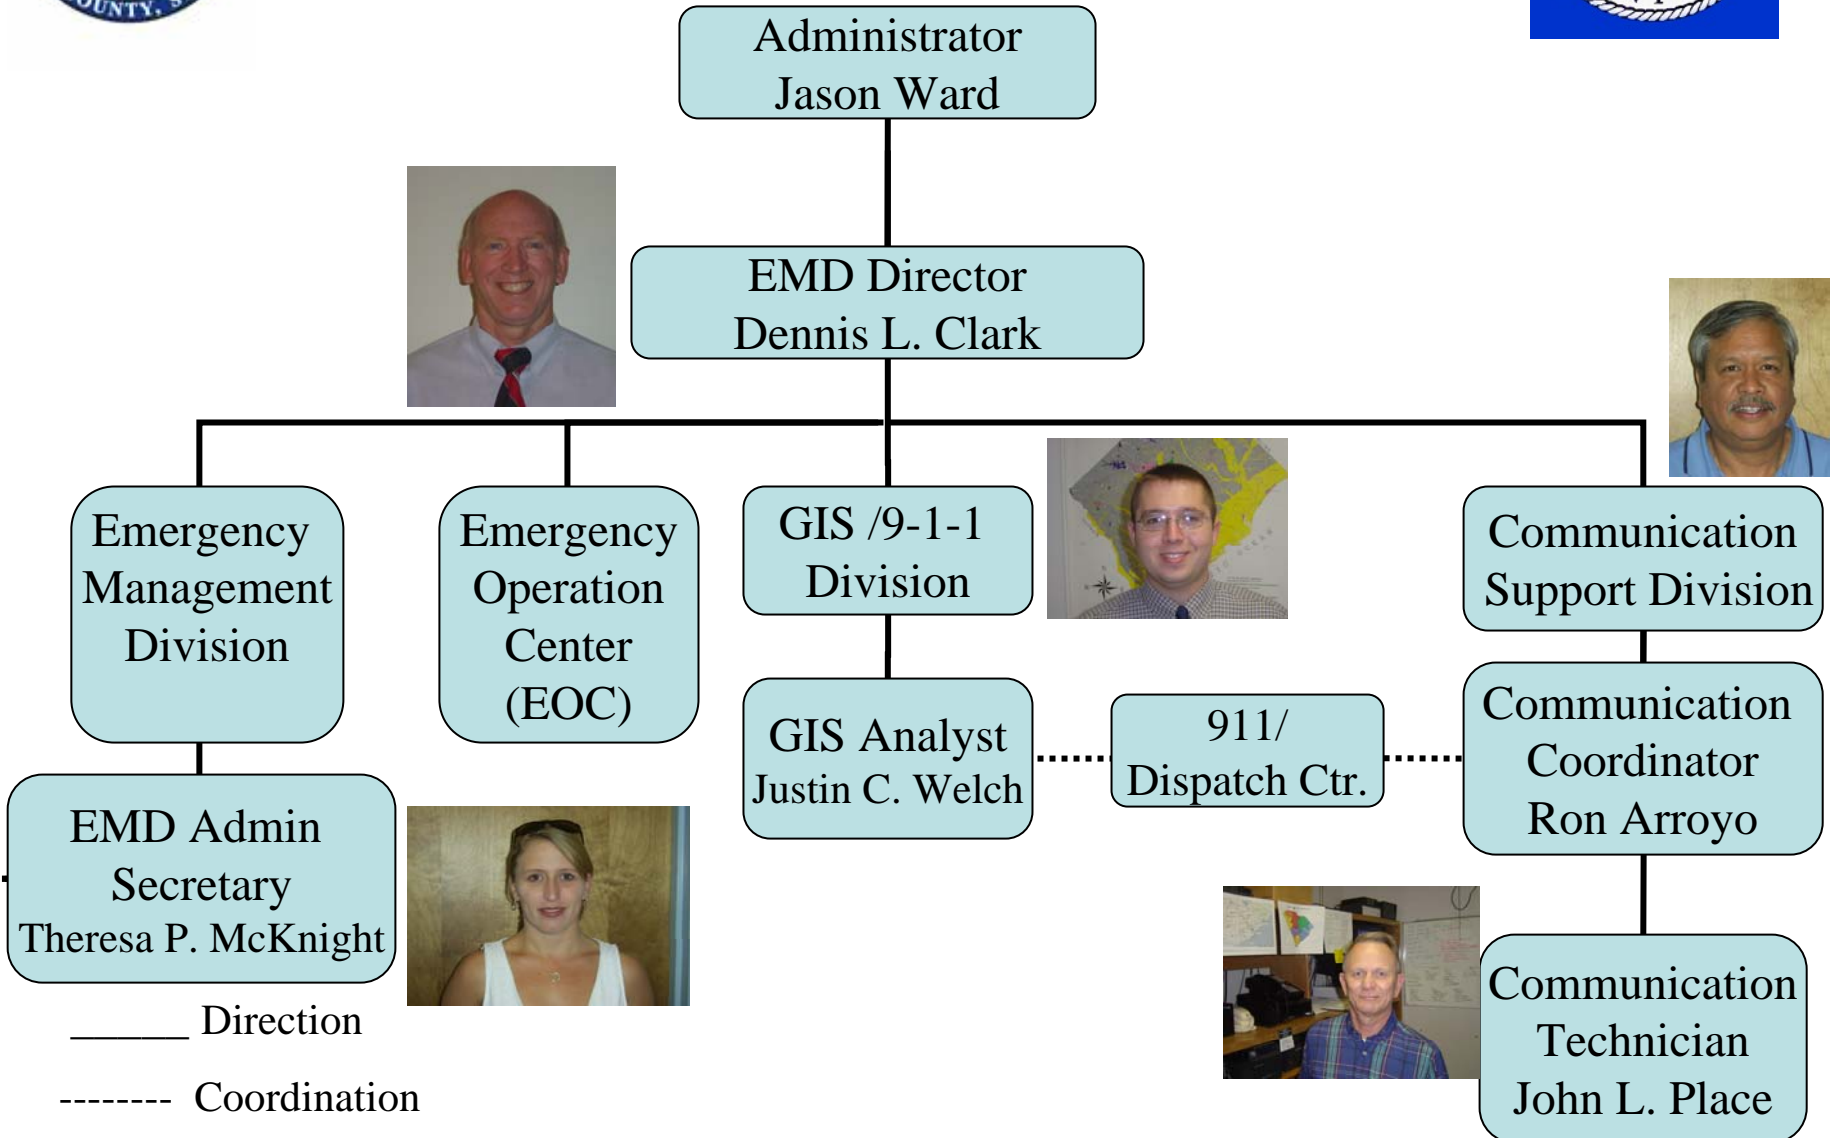 OUNTY, S
Administrator
Jason Ward
EMD Director
Dennis L. Clark
Emergency
Management
Division
Emergency
Operation
Center
(EOC)
GIS /9-1-1
Division
Communication
Support Division
GIS Analyst
Justin C. Welch
911/
Dispatch Ctr.
Communication
Coordinator
Ron Arroyo
EMD Admin
Secretary
Theresa P. McKnight
Communication
Technician
John L. Place
______ Direction
-------- Coordination